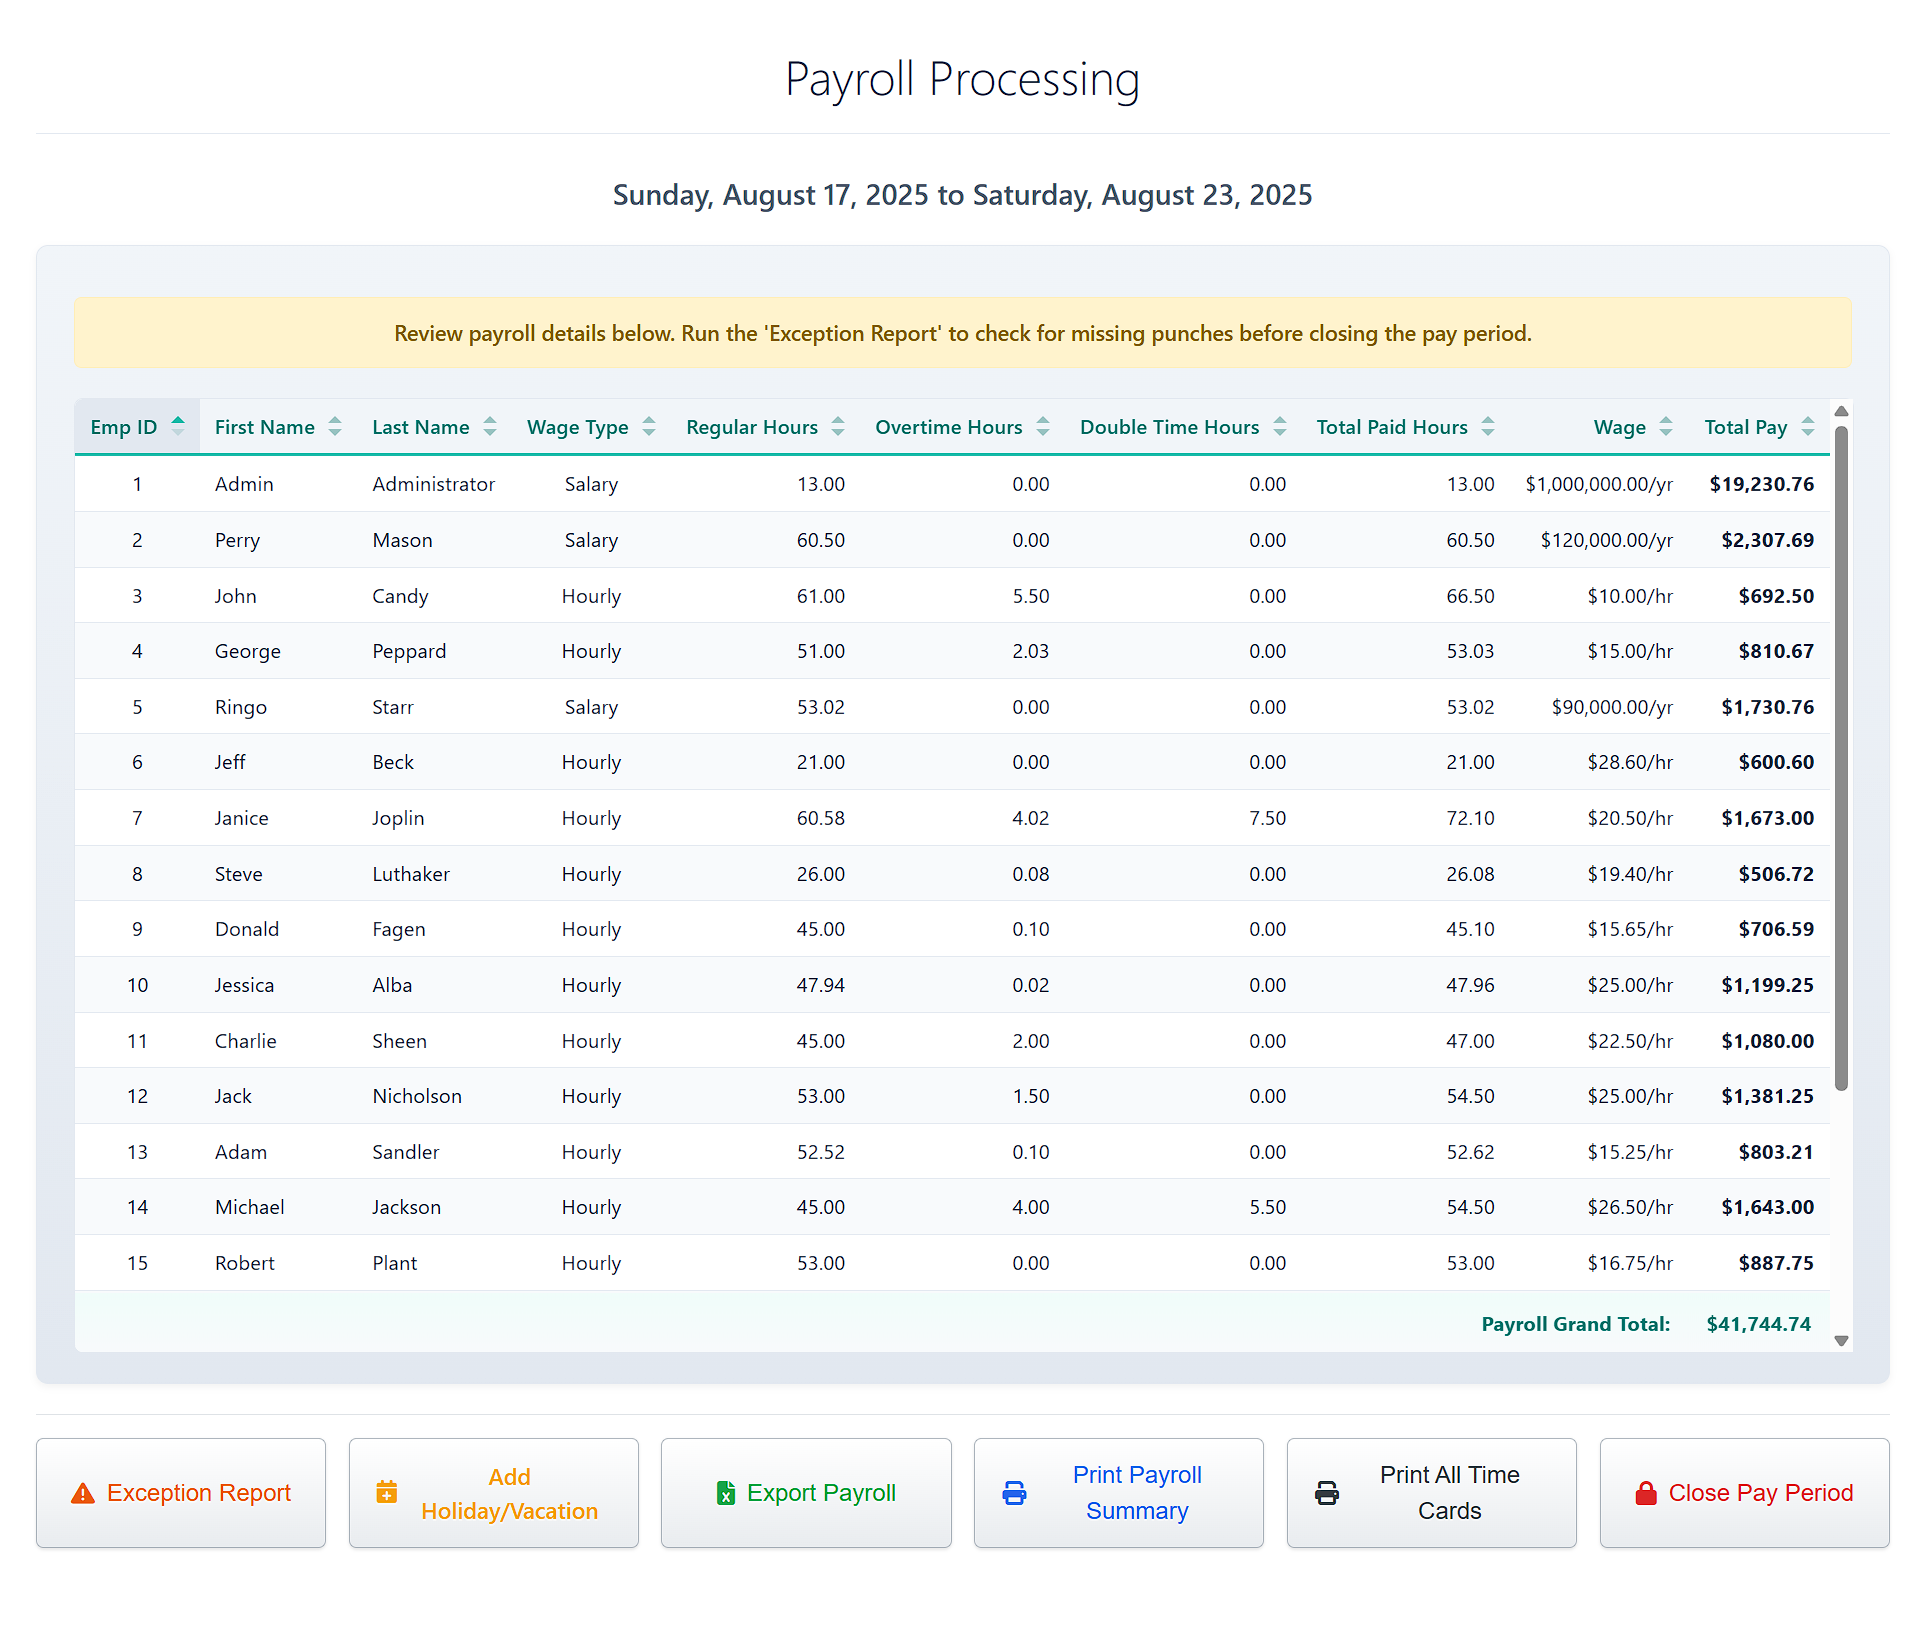 Payroll Processing
Sunday, August 17, 2025 to Saturday, August 23, 2025
Review payroll details below. Run the 'Exception Report' to check for missing punches before closing the pay period.
Emp ID First Name Last Name Wage Type Regular Hours Overtime Hours Double Time Hours Total Paid Hours Wage Total Pay
1 Admin Administrator Salary 13.00 0.00 0.00 13.00 $1,000,000.00/yr $19,230.76
2 Perry Mason Salary 60.50 0.00 0.00 60.50 $120,000.00/yr $2,307.69
3 John Candy Hourly 61.00 5.50 0.00 66.50 $10.00/hr $692.50
4 George Peppard Hourly 51.00 2.03 0.00 53.03 $15.00/hr $810.67
5 Ringo Starr Salary 53.02 0.00 0.00 53.02 $90,000.00/yr $1,730.76
6 Jeff Beck Hourly 21.00 0.00 0.00 21.00 $28.60/hr $600.60
7 Janice Joplin Hourly 60.58 4.02 7.50 72.10 $20.50/hr $1,673.00
8 Steve Luthaker Hourly 26.00 0.08 0.00 26.08 $19.40/hr $506.72
9 Donald Fagen Hourly 45.00 0.10 0.00 45.10 $15.65/hr $706.59
10 Jessica Alba Hourly 47.94 0.02 0.00 47.96 $25.00/hr $1,199.25
11 Charlie Sheen Hourly 45.00 2.00 0.00 47.00 $22.50/hr $1,080.00
12 Jack Nicholson Hourly 53.00 1.50 0.00 54.50 $25.00/hr $1,381.25
13 Adam Sandler Hourly 52.52 0.10 0.00 52.62 $15.25/hr $803.21
14 Michael Jackson Hourly 45.00 4.00 5.50 54.50 $26.50/hr $1,643.00
15 Robert Plant Hourly 53.00 0.00 0.00 53.00 $16.75/hr $887.75
Payroll Grand Total: $41,744.74
Exception Report
Add
Holiday/Vacation
Export Payroll
Print Payroll
Summary
Print All Time
Cards
Close Pay Period